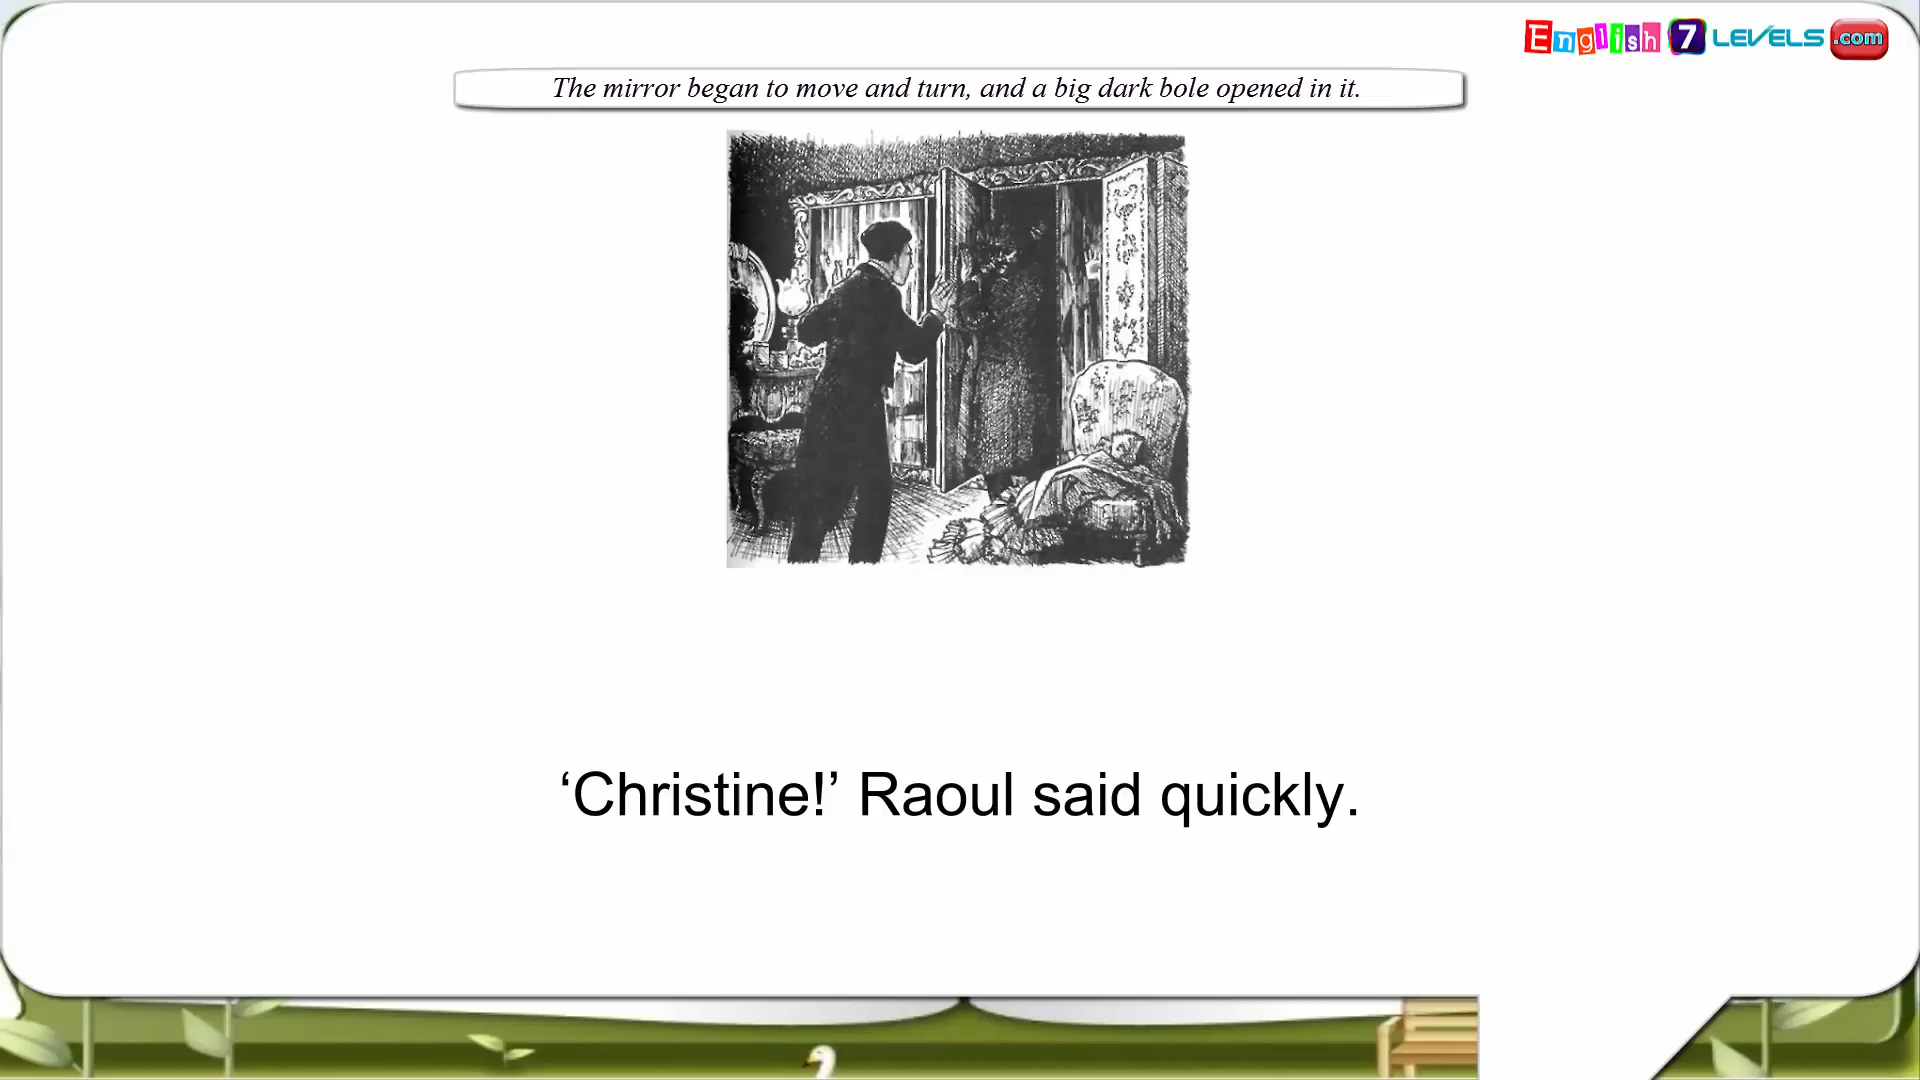 English 7 LEVELS .com
The mirror began to move and turn, and a big dark bole opened in it.
‘Christine!’ Raoul said quickly.